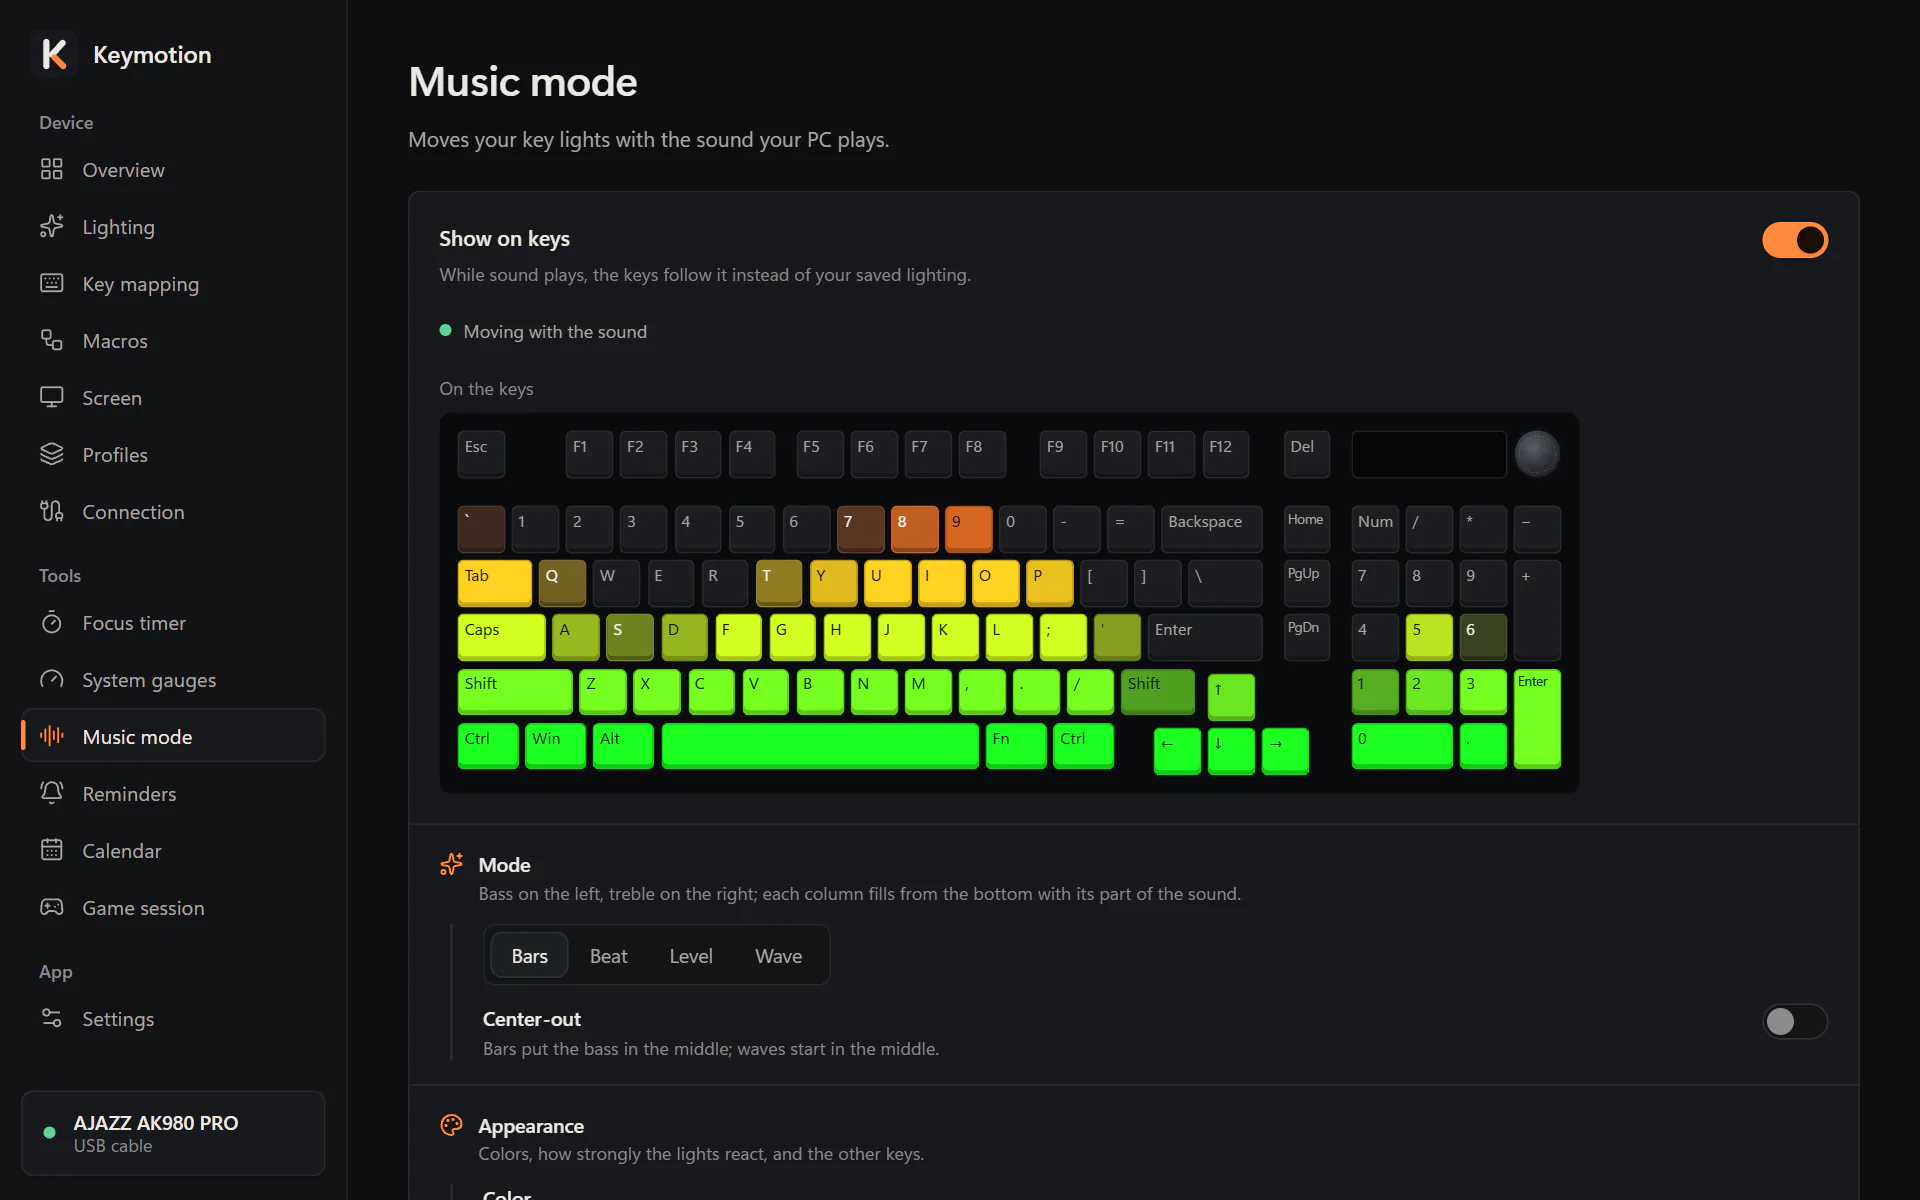 Keymotion
Device
Overview
Lighting
Key mapping
Macros
Screen
Profiles
Connection
Tools
Focus timer
System gauges
Music mode
Reminders
Calendar
Game session
App
Settings
AJAZZ AK980 PRO
USB cable
Music mode
Moves your key lights with the sound your PC plays.
Show on keys
While sound plays, the keys follow it instead of your saved lighting.
Moving with the sound
On the keys
Esc F1 F2 F3 F4 F5 F6 F7 F8 F9 F10 F11 F12 Del
` 1 2 3 4 5 6 7 8 9 0 - = Backspace Home Num / * −
Tab Q W E R T Y U I O P [ ] \ PgUp 7 8 9 +
Caps A S D F G H J K L ; ' Enter PgDn 4 5 6
Shift Z X C V B N M , . / Shift ↑ 1 2 3 Enter
Ctrl Win Alt Fn Ctrl ← ↓ → 0 .
Mode
Bass on the left, treble on the right; each column fills from the bottom with its part of the sound.
Bars Beat Level Wave
Center-out
Bars put the bass in the middle; waves start in the middle.
Appearance
Colors, how strongly the lights react, and the other keys.
Color